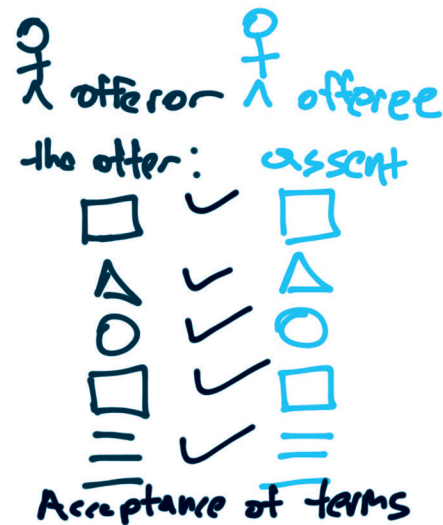 offeror offeree
the offer: assent
Acceptance of terms